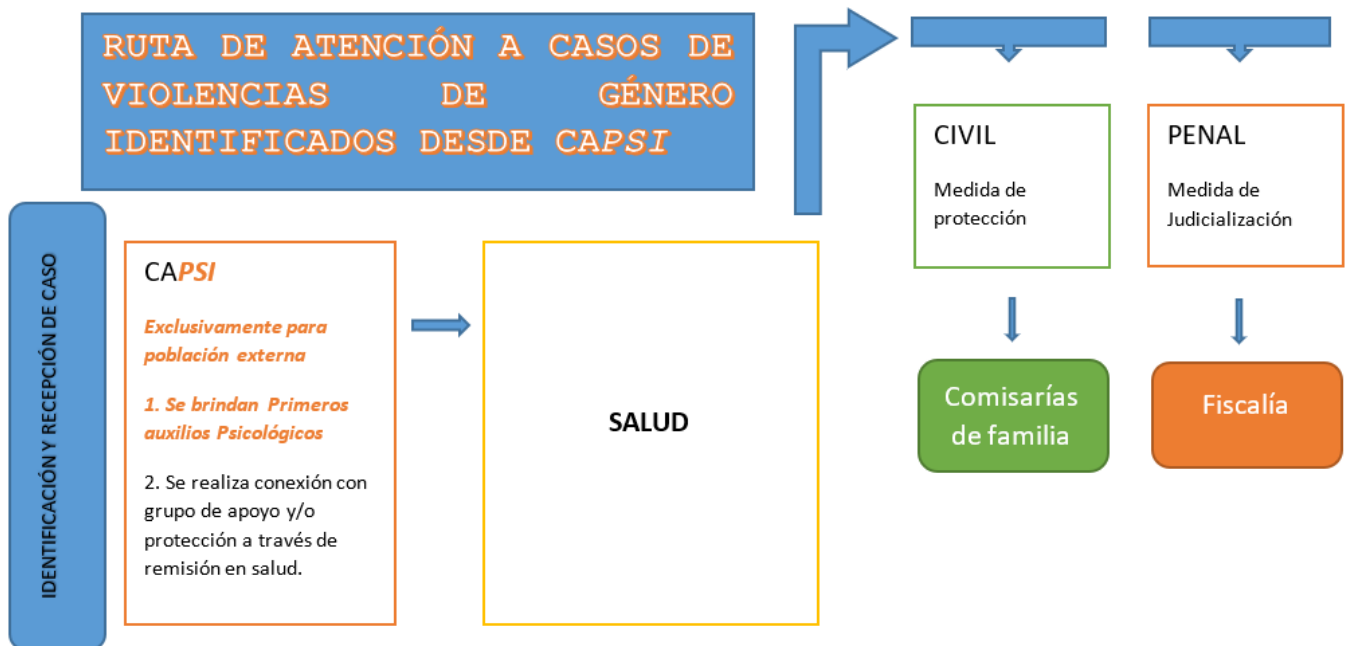 RUTA DE ATENCIÓN A CASOS DE
VIOLENCIAS DE GÉNERO
IDENTIFICADOS DESDE CAPSI
IDENTIFICACIÓN Y RECEPCIÓN DE CASO
CAPSI
Exclusivamente para
población externa
1. Se brindan Primeros
auxilios Psicológicos
2. Se realiza conexión con
grupo de apoyo y/o
protección a través de
remisión en salud.
SALUD
CIVIL
Medida de
protección
Comisarías
de familia
PENAL
Medida de
Judicialización
Fiscalía